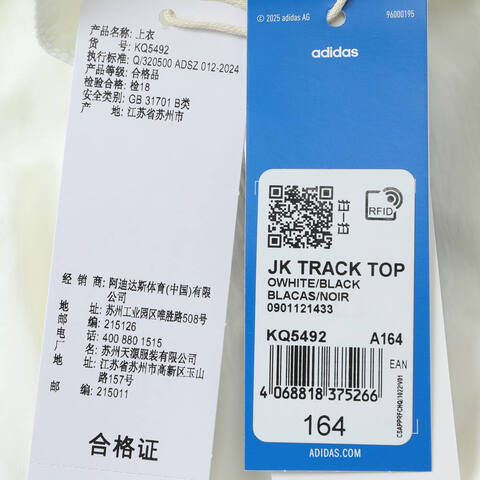 产品名称: 上衣
货 号: KQ5492
执行标准: Q/320500 ADSZ 012-2024
产品等级: 合格品
检验合格: 检18
安全类别: GB 31701 B类
产 地: 江苏省苏州市
经 销 商: 阿迪达斯体育(中国)有限
公司
地 址: 苏州工业园区唯胜路508号
邮 编: 215126
电 话: 400 880 1515
厂 名: 苏州天源服装有限公司
地 址: 江苏省苏州市高新区玉山
路157号
邮 编: 215011
合格证
© 2025 adidas AG
96000195
adidas
RFID
JK TRACK TOP
OWHITE/BLACK
BLACAS/NOIR
0901121433
KQ5492 A164
EAN
4 068818 375266
164
ADIDAS.COM